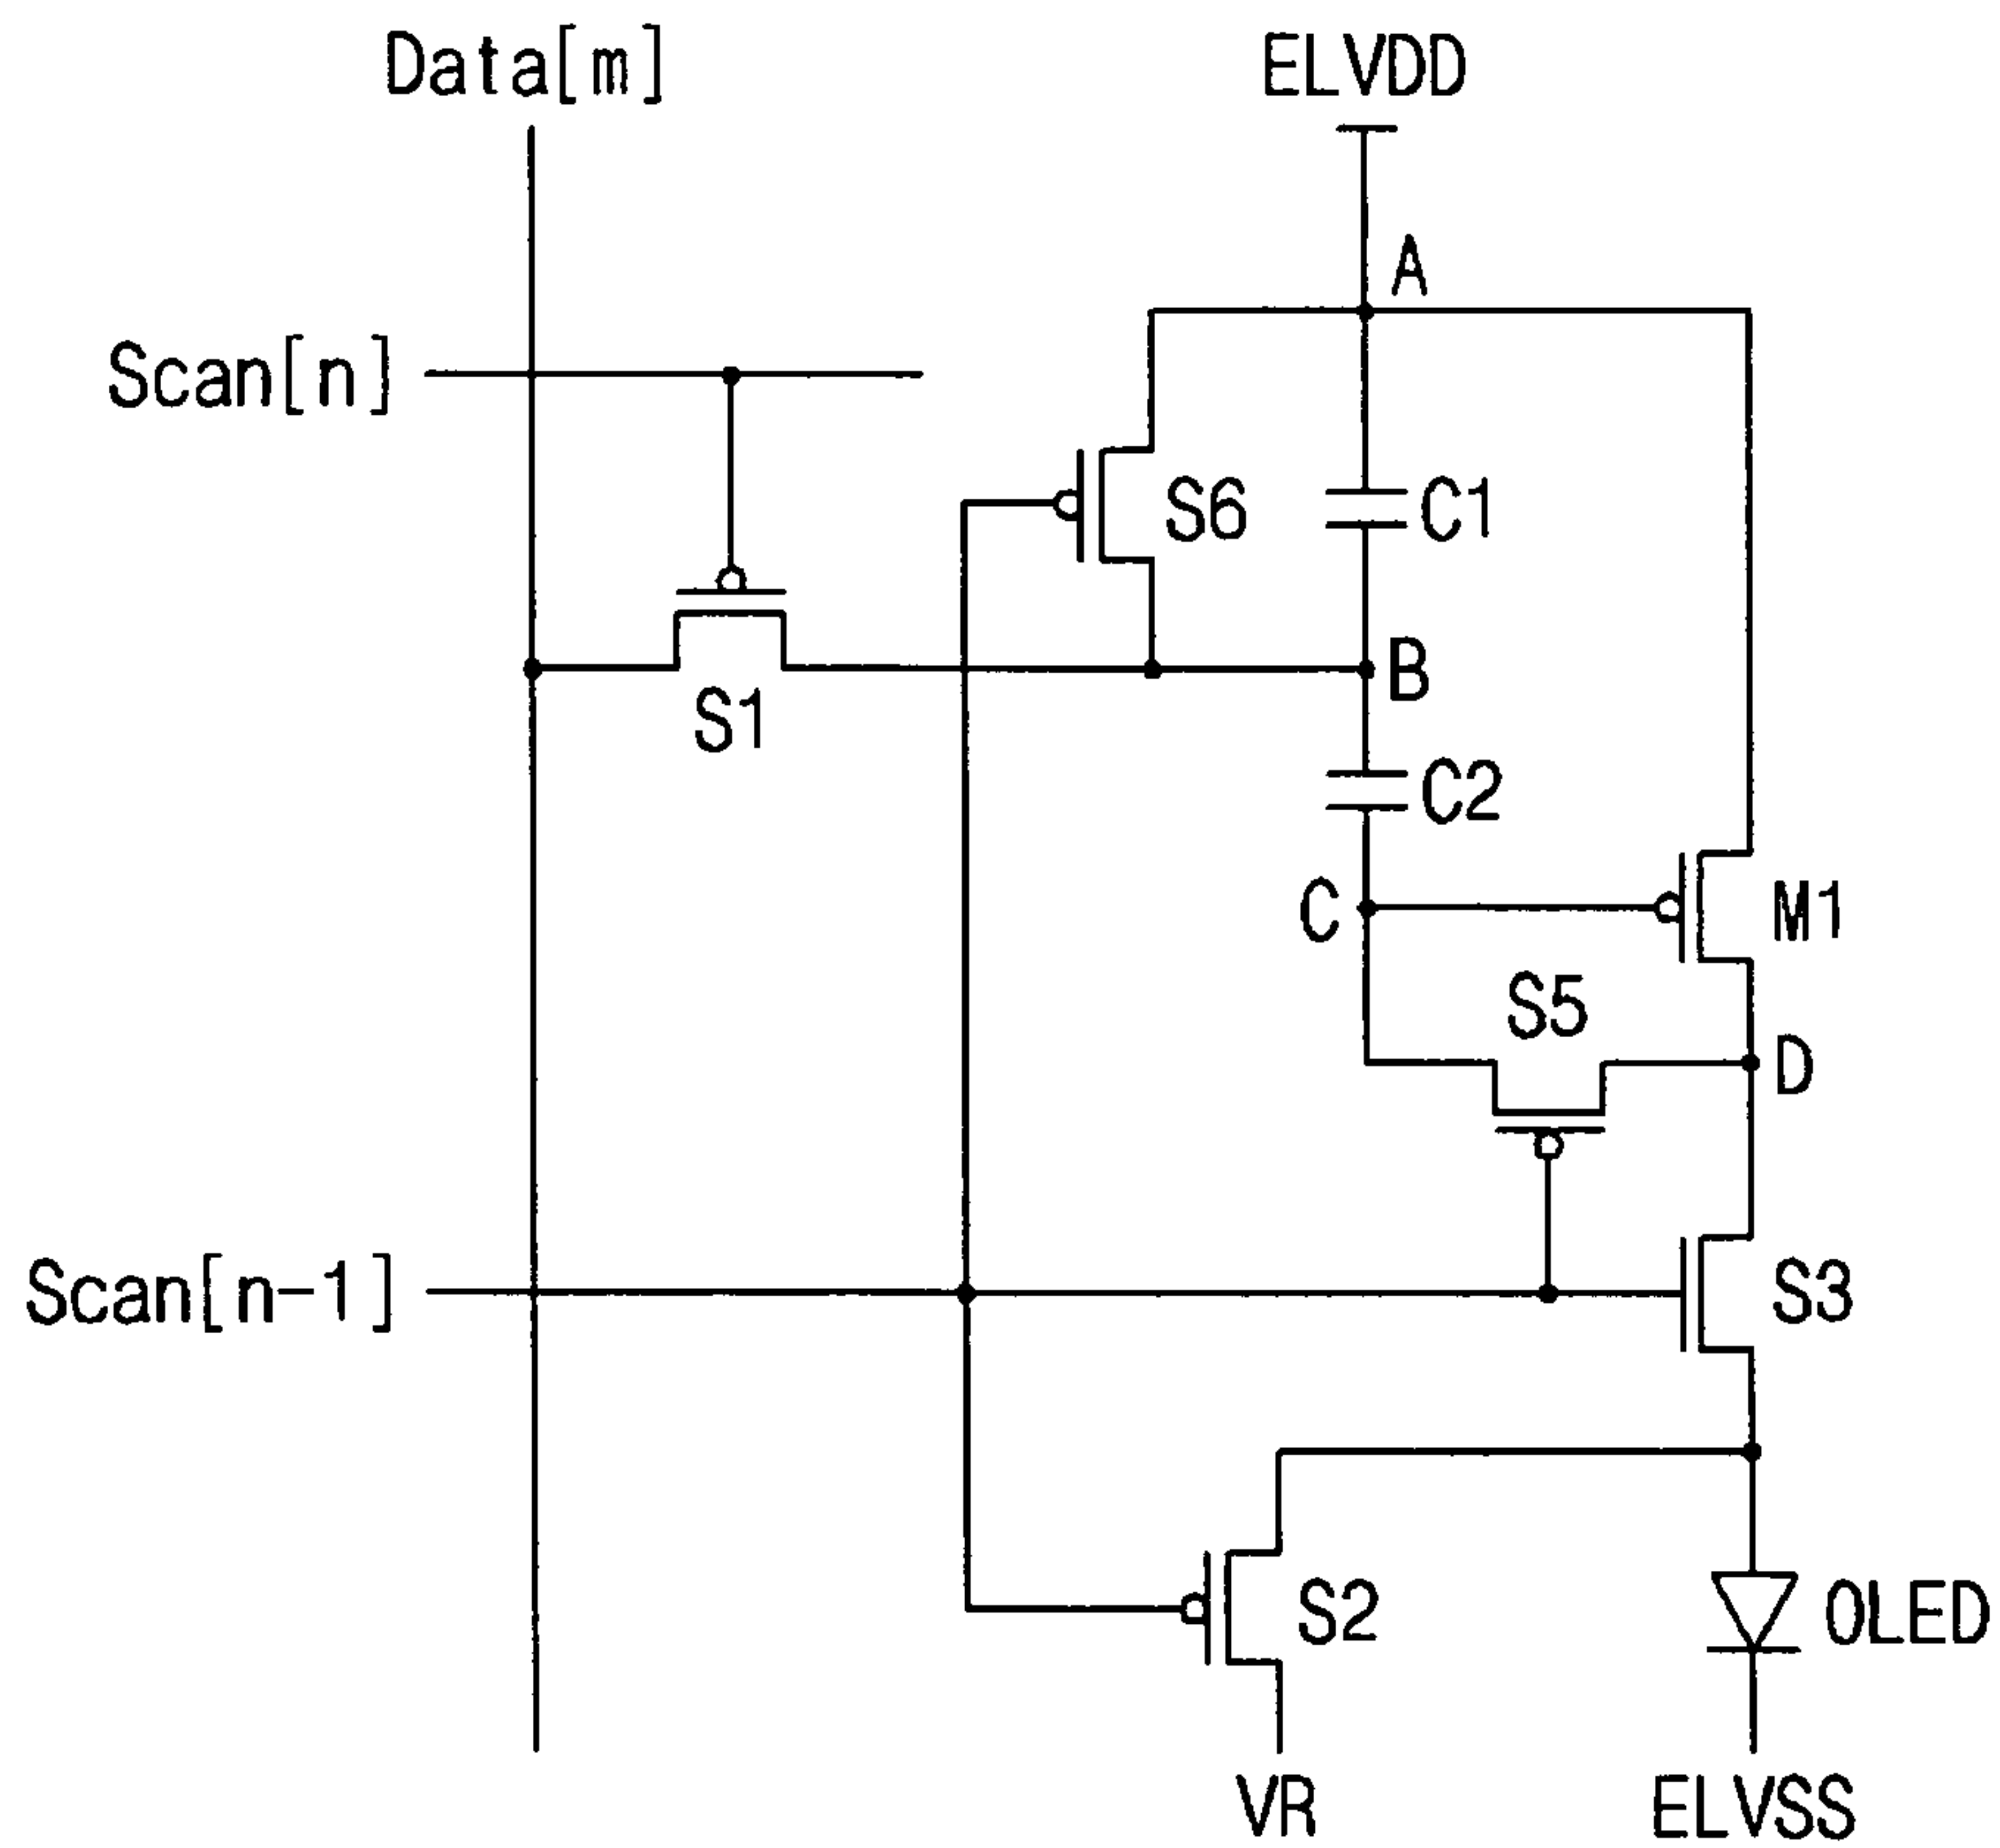 Data[m]
ELVDD
A
Scan[n]
S6
C1
B
S1
C2
C
M1
S5
D
Scan[n-1]
S3
S2
OLED
VR
ELVSS